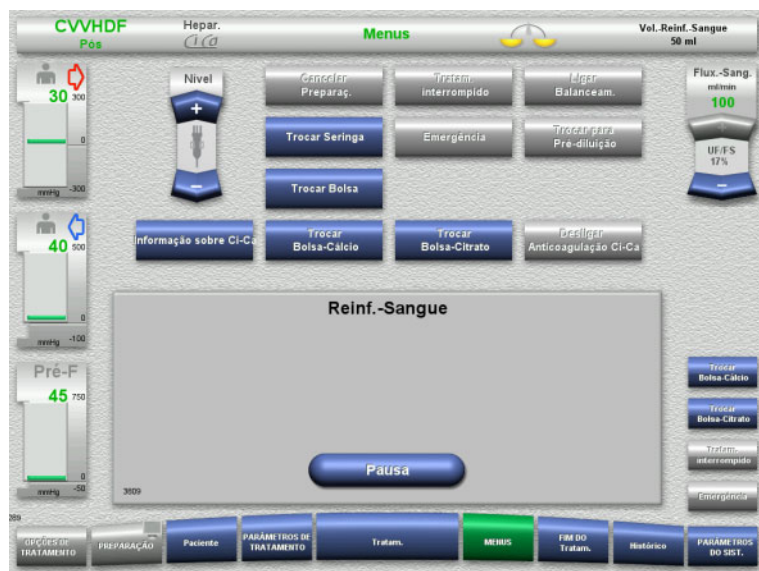 CVVHDF
Pós
Hepar.
Ci Ca
Menus
Vol.-Reinf.-Sangue
50 ml
30
300
0
mmHg
-300
Nível
+
−
Cancelar
Preparaç.
Tratam.
interrompido
Ligar
Balanceam.
Flux.-Sang.
ml/min
100
+
UF/FS
17%
−
Trocar Seringa
Emergência
Trocar para
Pré-diluição
Trocar Bolsa
40
500
0
mmHg
-100
Informação sobre Ci-Ca
Trocar
Bolsa-Cálcio
Trocar
Bolsa-Citrato
Desligar
Anticoagulação Ci-Ca
Reinf.-Sangue
Pausa
3609
Pré-F
45
750
0
mmHg
-50
Trocar
Bolsa-Cálcio
Trocar
Bolsa-Citrato
Tratam.
interrompido
Emergência
OPÇÕES DE
TRATAMENTO
PREPARAÇÃO
Paciente
PARÂMETROS DE
TRATAMENTO
Tratam.
MENUS
FIM DO
Tratam.
Histórico
PARÂMETROS
DO SIST.